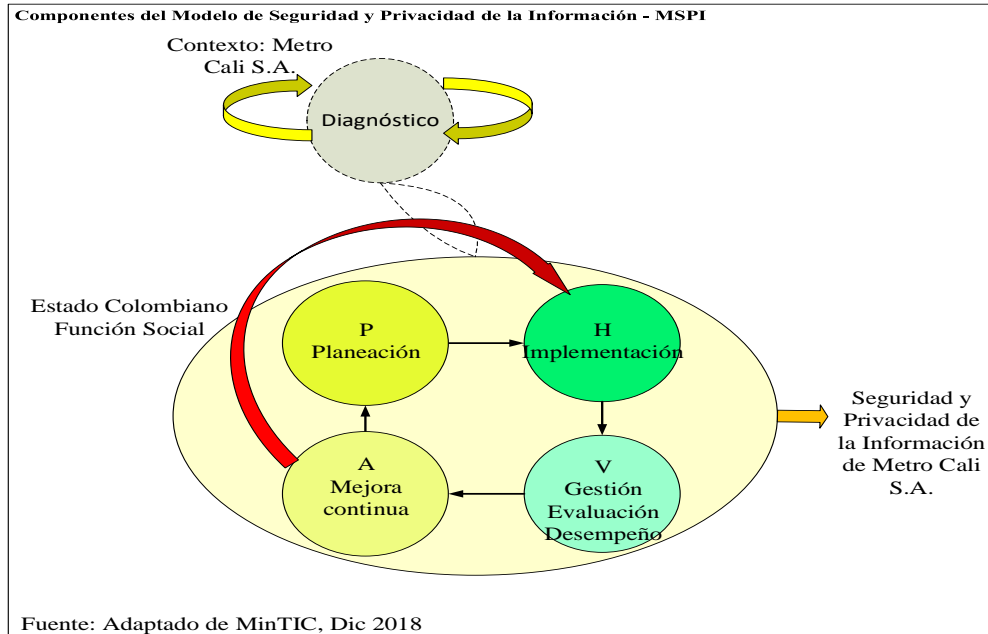 Componentes del Modelo de Seguridad y Privacidad de la Información - MSPI
Contexto: Metro
Cali S.A.
Diagnóstico
Estado Colombiano
Función Social
P
Planeación
H
Implementación
A
Mejora
continua
V
Gestión
Evaluación
Desempeño
Seguridad y
Privacidad de
la Información
de Metro Cali
S.A.
Fuente: Adaptado de MinTIC, Dic 2018